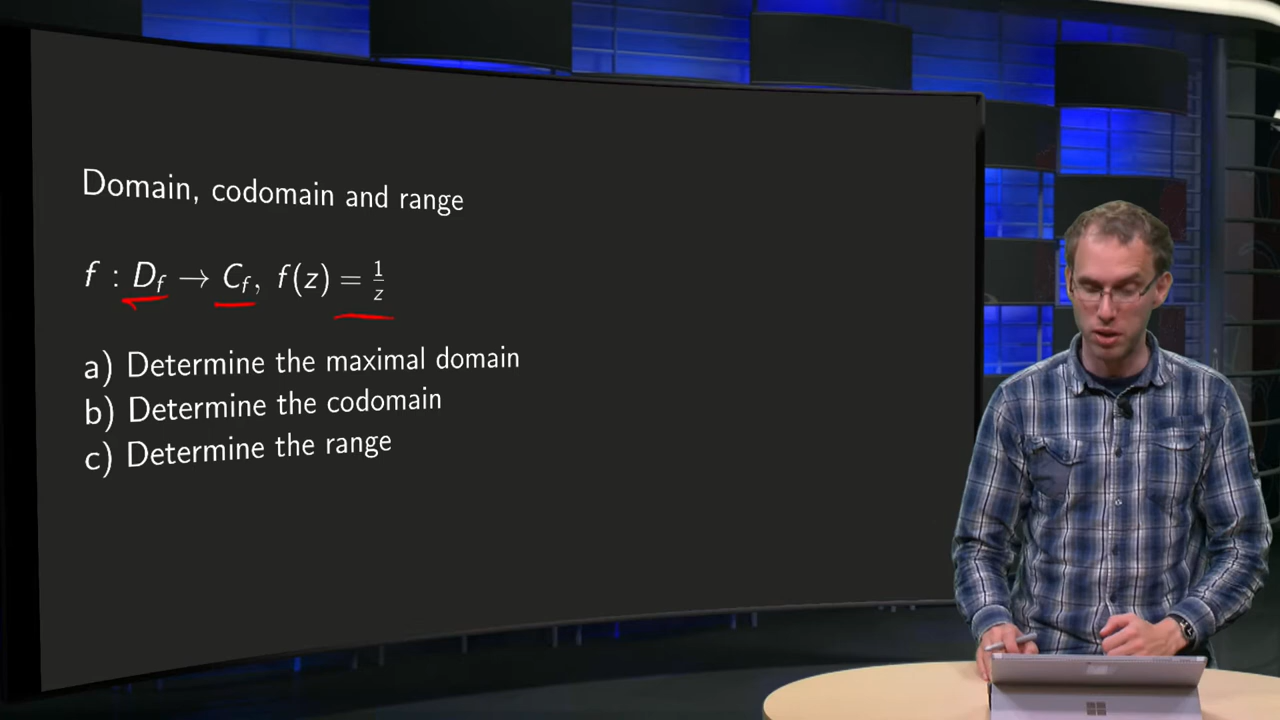 Domain, codomain and range
f : D_f → C_f, f(z) = 1/z
a) Determine the maximal domain
b) Determine the codomain
c) Determine the range